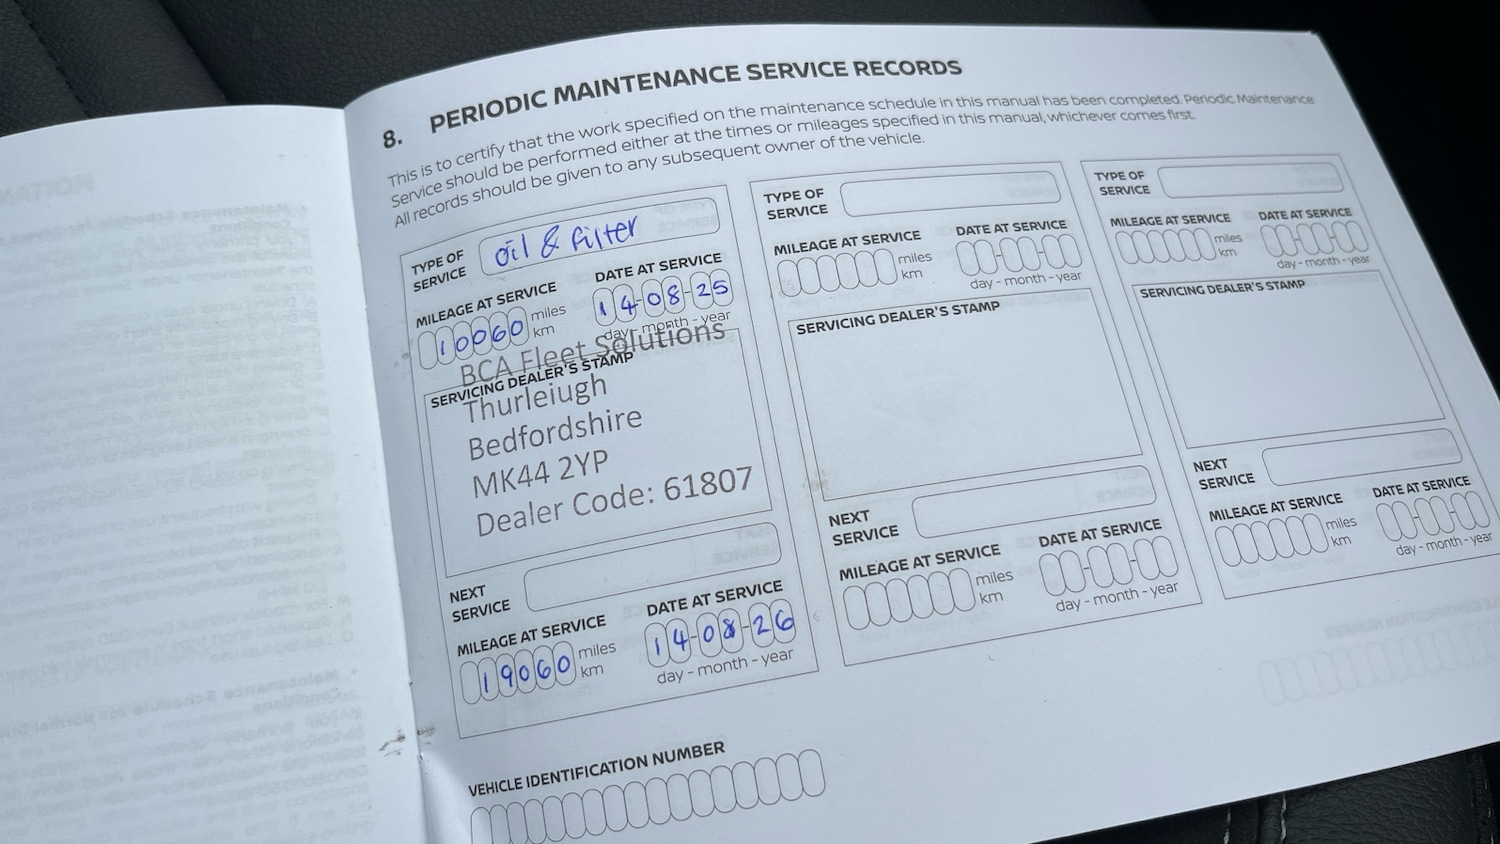 8. PERIODIC MAINTENANCE SERVICE RECORDS
This is to certify that the work specified on the maintenance schedule in this manual has been completed. Periodic Maintenance
Service should be performed either at the times or mileages specified in this manual, whichever comes first.
All records should be given to any subsequent owner of the vehicle.
TYPE OF
SERVICE
oil & filter
MILEAGE AT SERVICE
10060
miles
km
DATE AT SERVICE
14-08-25
day - month - year
BCA Fleet Solutions
SERVICING DEALER'S STAMP
Thurleiugh
Bedfordshire
MK44 2YP
Dealer Code: 61807
NEXT
SERVICE
MILEAGE AT SERVICE
19060
miles
km
DATE AT SERVICE
14-08-26
day - month - year
TYPE OF
SERVICE
MILEAGE AT SERVICE
miles
km
DATE AT SERVICE
day - month - year
SERVICING DEALER'S STAMP
NEXT
SERVICE
MILEAGE AT SERVICE
miles
km
DATE AT SERVICE
day - month - year
TYPE OF
SERVICE
MILEAGE AT SERVICE
miles
km
DATE AT SERVICE
day - month - year
SERVICING DEALER'S STAMP
NEXT
SERVICE
MILEAGE AT SERVICE
miles
km
DATE AT SERVICE
day - month - year
VEHICLE IDENTIFICATION NUMBER